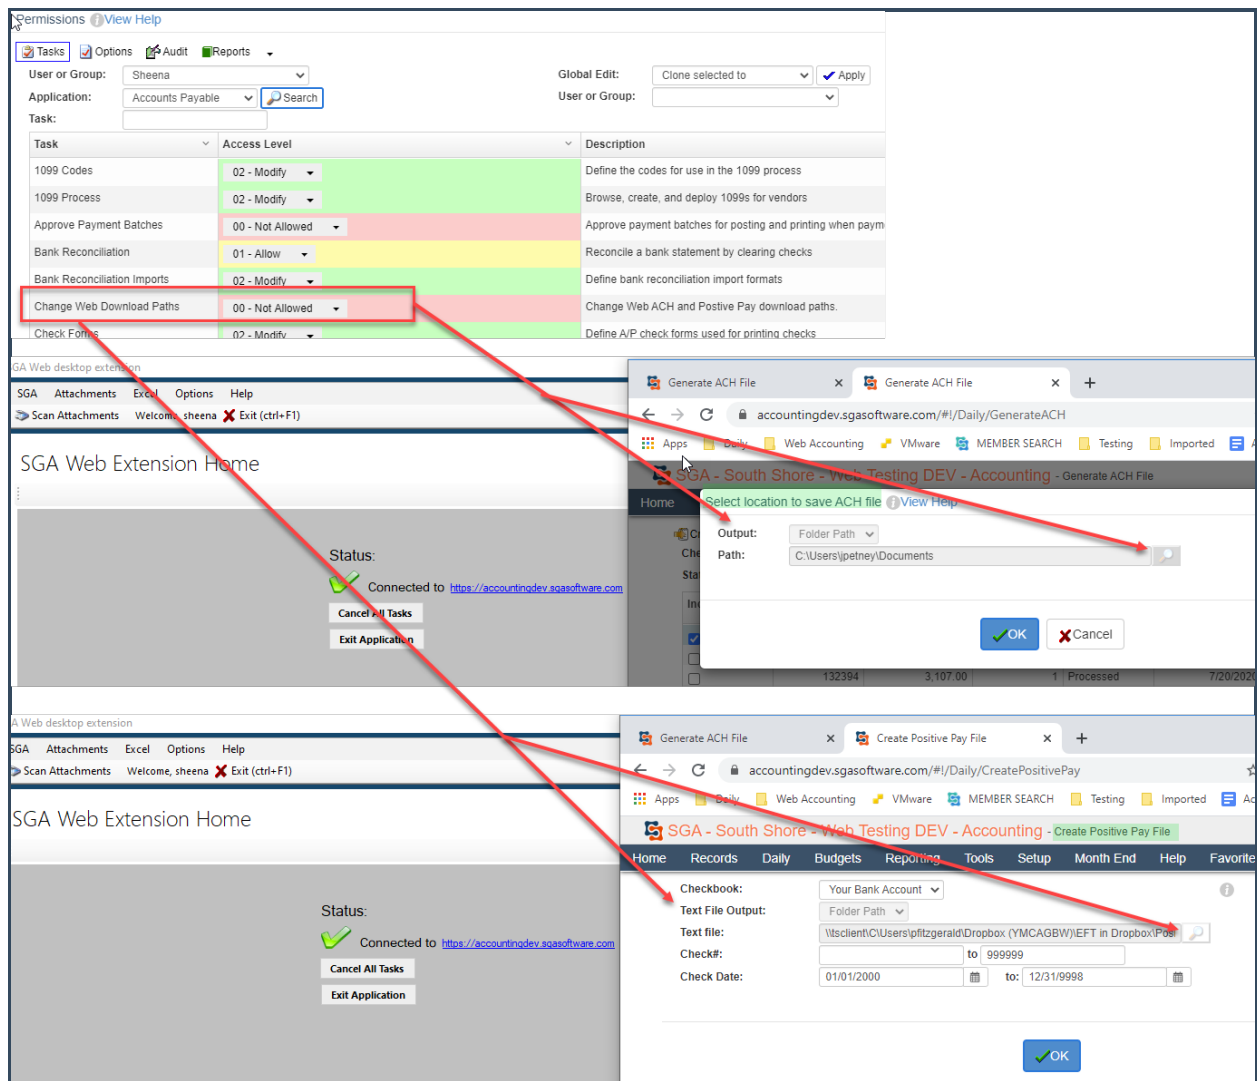 Permissions View Help
Tasks Options Audit Reports
User or Group: Sheena Global Edit: Clone selected to Apply
Application: Accounts Payable Search User or Group:
Task:
Task Access Level Description
1099 Codes 02 - Modify Define the codes for use in the 1099 process
1099 Process 02 - Modify Browse, create, and deploy 1099s for vendors
Approve Payment Batches 00 - Not Allowed Approve payment batches for posting and printing when paym
Bank Reconciliation 01 - Allow Reconcile a bank statement by clearing checks
Bank Reconciliation Imports 02 - Modify Define bank reconciliation import formats
Change Web Download Paths 00 - Not Allowed Change Web ACH and Postive Pay download paths.
Check Forms 02 - Modify Define A/P check forms used for printing checks
SGA Web desktop extension
SGA Attachments Excel Options Help
Scan Attachments Welcome, sheena Exit (ctrl+F1)
SGA Web Extension Home
Status:
Connected to https://accountingdev.sgasoftware.com
Cancel All Tasks
Exit Application
Generate ACH File Generate ACH File
accountingdev.sgasoftware.com/#!/Daily/GenerateACH
Apps Daily Web Accounting VMware MEMBER SEARCH Testing Imported
SGA - South Shore - Web Testing DEV - Accounting - Generate ACH File
Home
Select location to save ACH file View Help
Cr
Output: Folder Path
Che
Path: C:\Users\jpetney\Documents
Sta
Inc
OK Cancel
132394 3,107.00 1 Processed 7/20/2020
A Web desktop extension
SGA Attachments Excel Options Help
Scan Attachments Welcome, sheena Exit (ctrl+F1)
SGA Web Extension Home
Status:
Connected to https://accountingdev.sgasoftware.com
Cancel All Tasks
Exit Application
Generate ACH File Create Positive Pay File
accountingdev.sgasoftware.com/#!/Daily/CreatePositivePay
Apps Daily Web Accounting VMware MEMBER SEARCH Testing Imported Ac
SGA - South Shore - Web Testing DEV - Accounting - Create Positive Pay File
Home Records Daily Budgets Reporting Tools Setup Month End Help Favorite
Checkbook: Your Bank Account
Text File Output: Folder Path
Text file: \\tsclient\C\Users\pfitzgerald\Dropbox (YMCAGBW)\EFT in Dropbox\Pos
Check#: to 999999
Check Date: 01/01/2000 to: 12/31/9998
OK